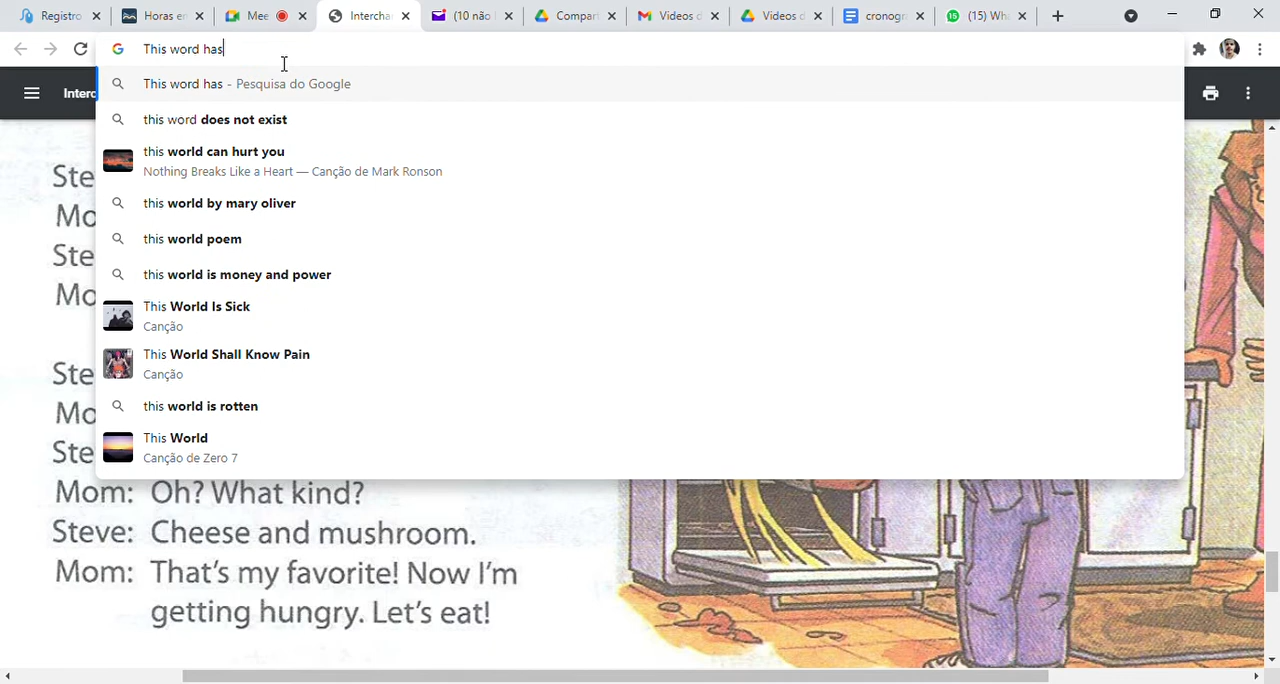 Registro
Horas en
Mee
Interchan
(10 não l
Compart
Videos d
Videos d
cronogr
15
(15) Wha
This word has
This word has - Pesquisa do Google
Interc
this word does not exist
this world can hurt you
Nothing Breaks Like a Heart — Canção de Mark Ronson
this world by mary oliver
this world poem
this world is money and power
This World Is Sick
Canção
This World Shall Know Pain
Canção
this world is rotten
This World
Canção de Zero 7
Ste
Mo
Ste
Mo
Ste
Mo
Ste
Mom: Oh? What kind?
Steve: Cheese and mushroom.
Mom: That's my favorite! Now I'm
getting hungry. Let's eat!